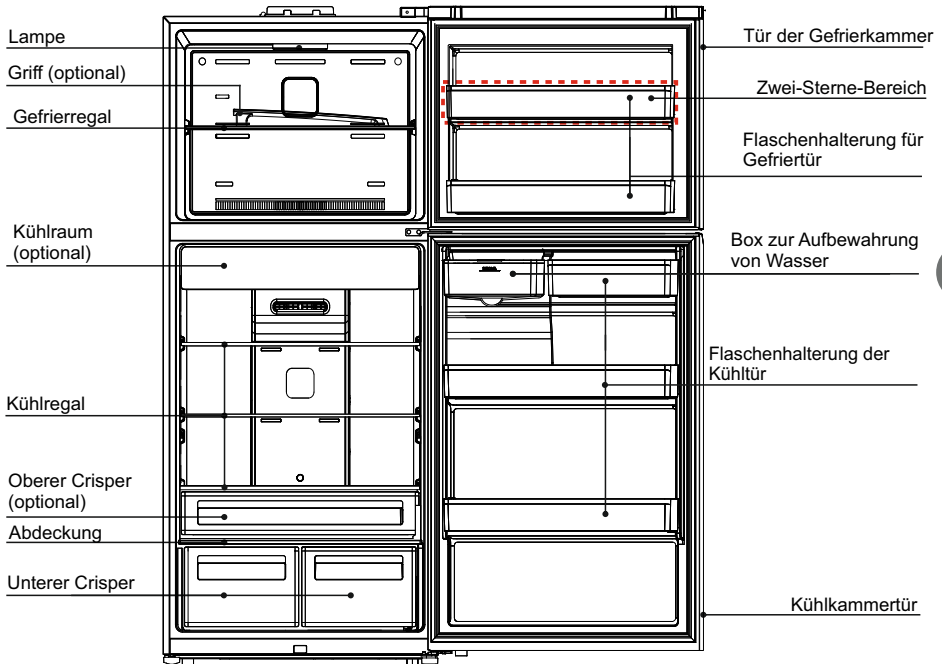 Lampe
Griff (optional)
Gefrierregal
Kühlraum
(optional)
Kühlregal
Oberer Crisper
(optional)
Abdeckung
Unterer Crisper
Tür der Gefrierkammer
Zwei-Sterne-Bereich
Flaschenhalterung für
Gefriertür
Box zur Aufbewahrung
von Wasser
Flaschenhalterung der
Kühltür
Kühlkammertür